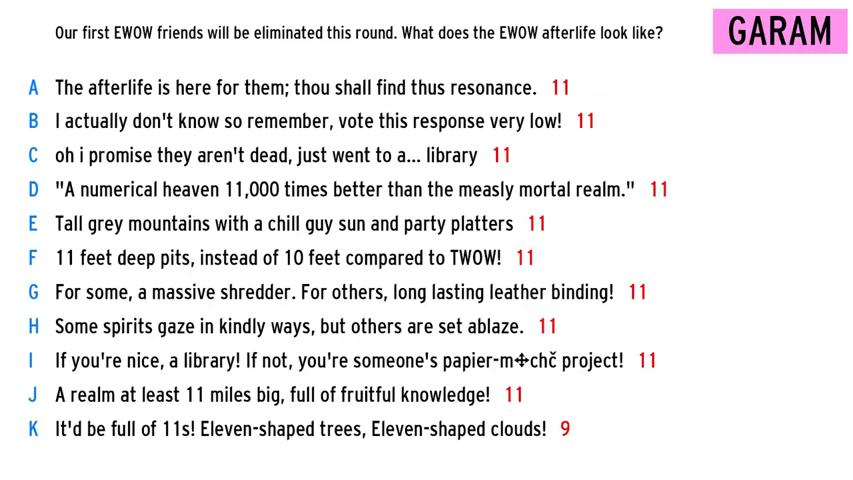 Our first EWOW friends will be eliminated this round. What does the EWOW afterlife look like?
GARAM
A The afterlife is here for them; thou shall find thus resonance. 11
B I actually don't know so remember, vote this response very low! 11
C oh i promise they aren't dead, just went to a... library 11
D "A numerical heaven 11,000 times better than the measly mortal realm." 11
E Tall grey mountains with a chill guy sun and party platters 11
F 11 feet deep pits, instead of 10 feet compared to TWOW! 11
G For some, a massive shredder. For others, long lasting leather binding! 11
H Some spirits gaze in kindly ways, but others are set ablaze. 11
I If you're nice, a library! If not, you're someone's papier-m✢chč project! 11
J A realm at least 11 miles big, full of fruitful knowledge! 11
K It'd be full of 11s! Eleven-shaped trees, Eleven-shaped clouds! 9